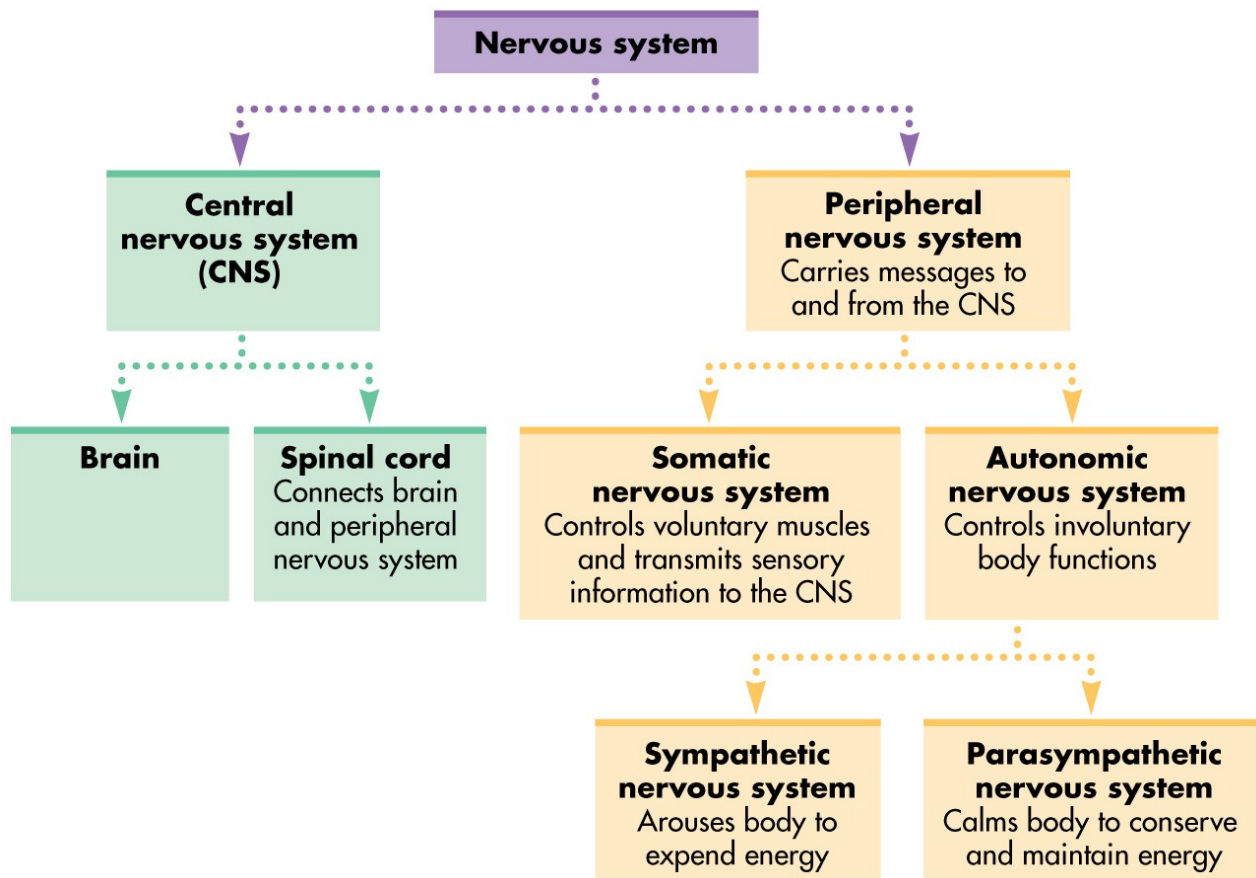 Nervous system
Central
nervous system
(CNS)
Peripheral
nervous system
Carries messages to
and from the CNS
Brain
Spinal cord
Connects brain
and peripheral
nervous system
Somatic
nervous system
Controls voluntary muscles
and transmits sensory
information to the CNS
Autonomic
nervous system
Controls involuntary
body functions
Sympathetic
nervous system
Arouses body to
expend energy
Parasympathetic
nervous system
Calms body to conserve
and maintain energy